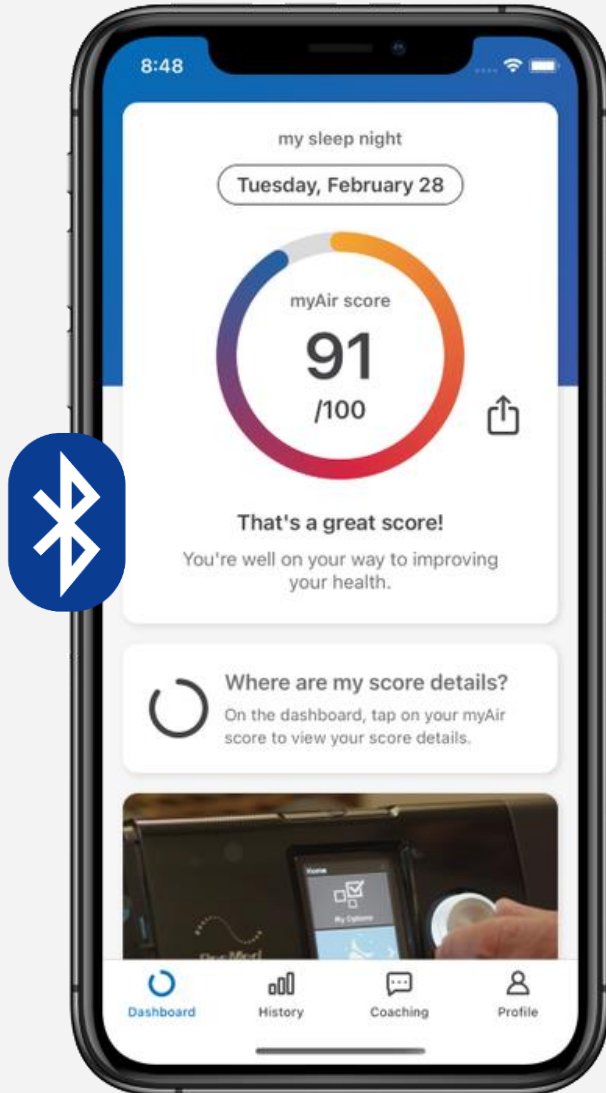 8:48
my sleep night
Tuesday, February 28
myAir score
91
/100
That's a great score!
You're well on your way to improving
your health.
Where are my score details?
On the dashboard, tap on your myAir
score to view your score details.
Home
My Options
Dashboard
History
Coaching
Profile